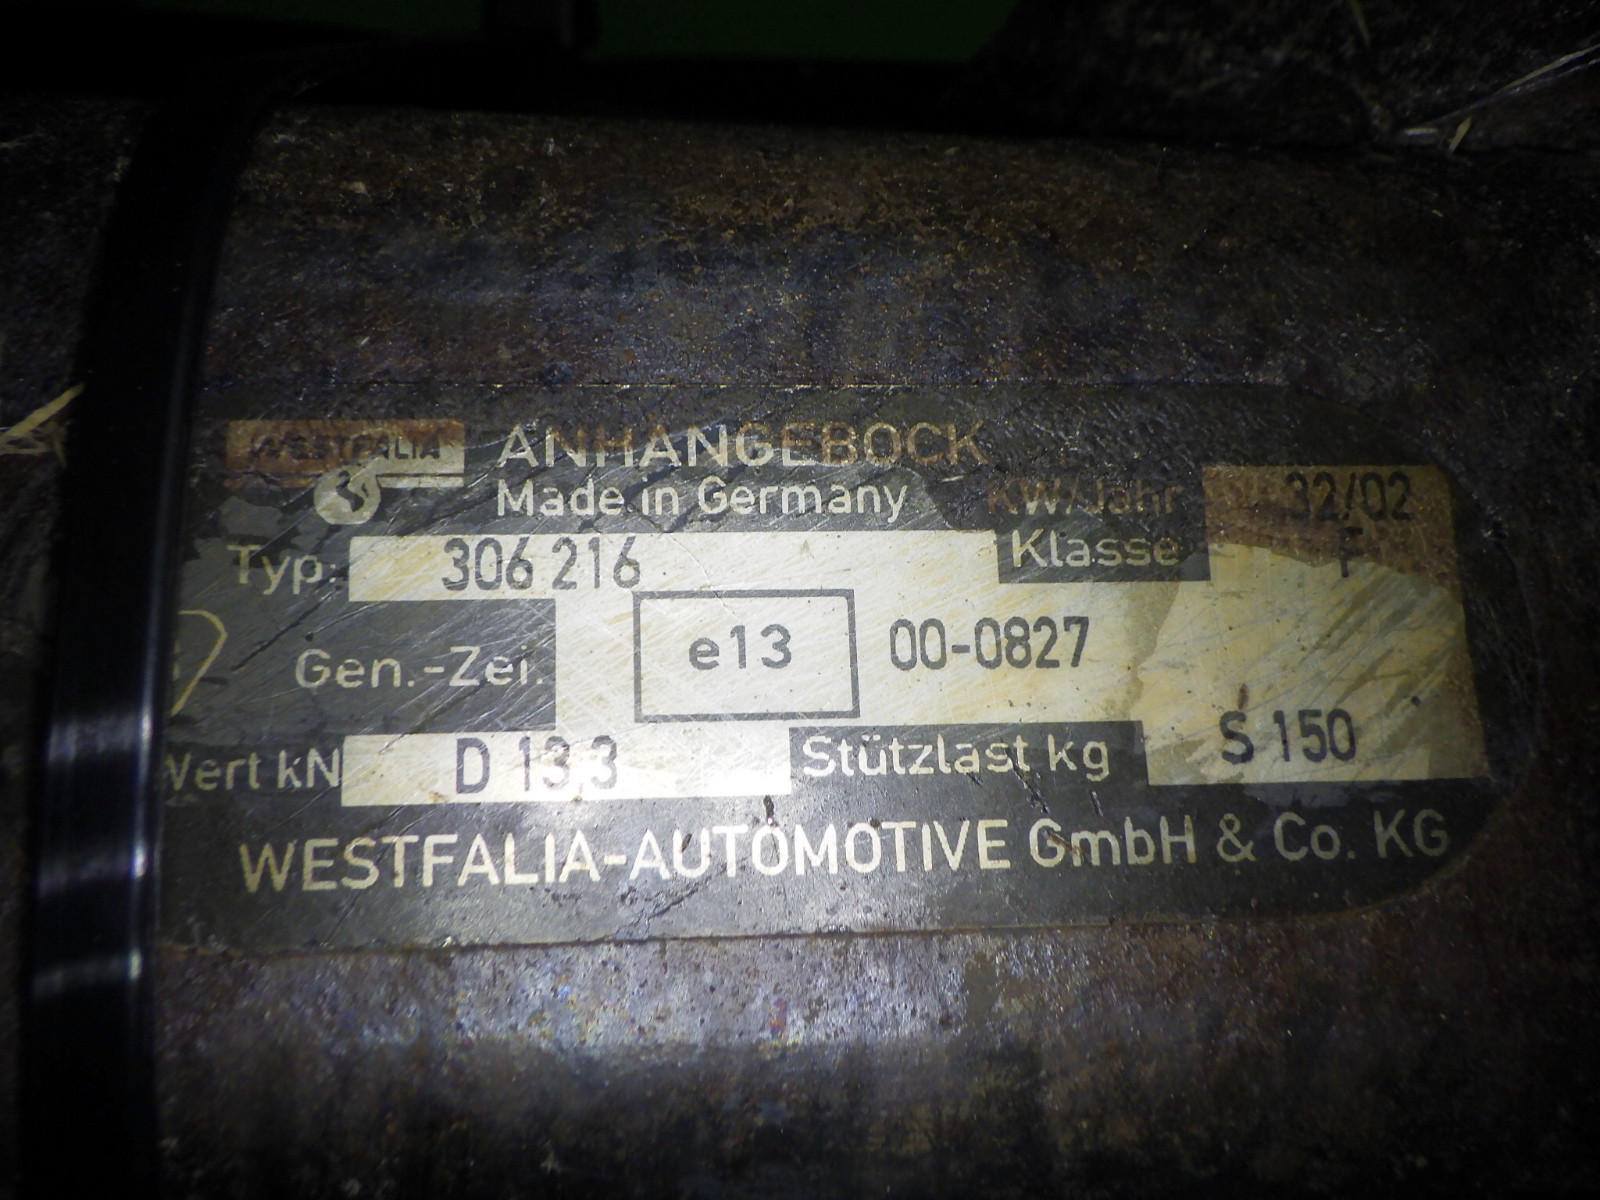 WESTFALIA
ANHÄNGEBOCK
Made in Germany KW/Jahr 32/02
Typ: 306 216 Klasse F
Gen.-Zei. e13 00-0827
Wert kN D 13,3 Stützlast kg S 150
WESTFALIA-AUTOMOTIVE GmbH & Co. KG